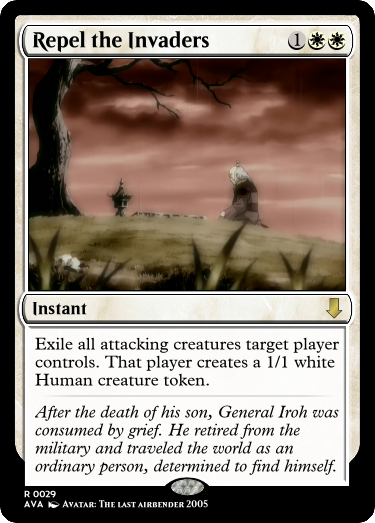 Repel the Invaders 1
Instant
Exile all attacking creatures target player
controls. That player creates a 1/1 white
Human creature token.
After the death of his son, General Iroh was
consumed by grief. He retired from the
military and traveled the world as an
ordinary person, determined to find himself.
R 0029
AVA Avatar: The last airbender 2005